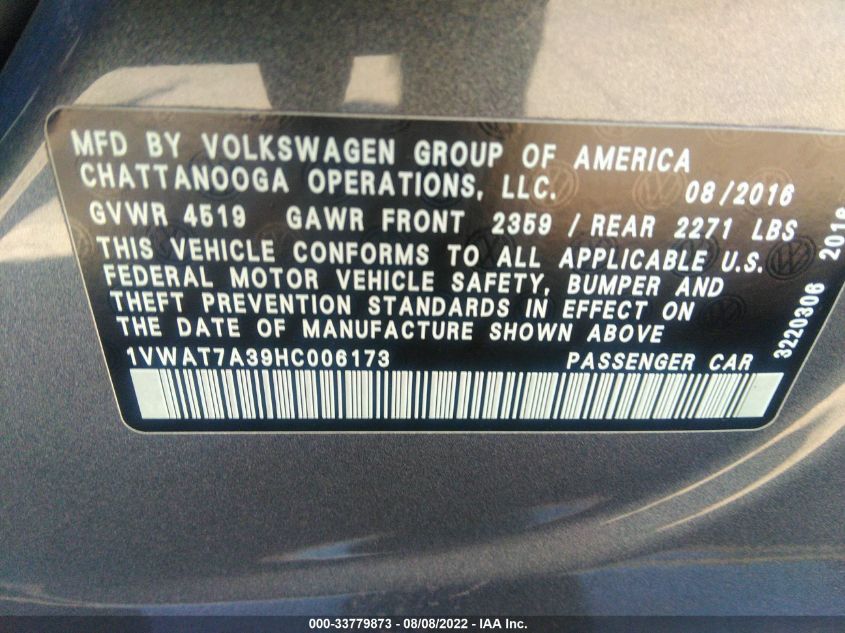 MFD BY VOLKSWAGEN GROUP OF AMERICA
CHATTANOOGA OPERATIONS, LLC. 08/2016
GVWR 4519 GAWR FRONT 2359 / REAR 2271 LBS
THIS VEHICLE CONFORMS TO ALL APPLICABLE U.S.
FEDERAL MOTOR VEHICLE SAFETY, BUMPER AND
THEFT PREVENTION STANDARDS IN EFFECT ON
THE DATE OF MANUFACTURE SHOWN ABOVE
1VWAT7A39HC006173 PASSENGER CAR
3220306
000-33779873 - 08/08/2022 - IAA Inc.